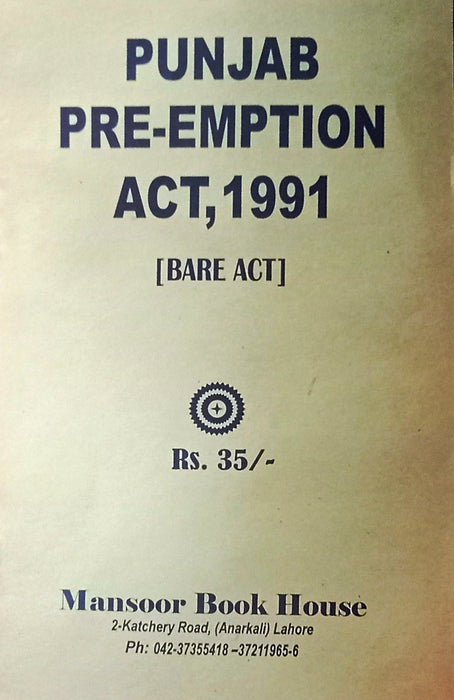 PUNJAB
PRE-EMPTION
ACT,1991
[BARE ACT]
Rs. 35/-
Mansoor Book House
2-Katchery Road, (Anarkali) Lahore
Ph: 042-37355418 –37211965-6